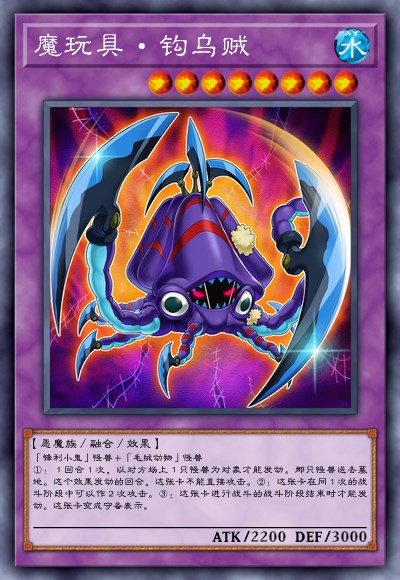 魔玩具・钩乌贼
水
【恶魔族／融合／效果】
「锋利小鬼」怪兽＋「毛绒动物」怪兽
①：1回合1次，以对方场上1只怪兽为对象才能发动。那只怪兽送去墓
地。这个效果发动的回合，这张卡不能直接攻击。②：这张卡在同1次的战
斗阶段中可以作2次攻击。③：这张卡进行战斗的战斗阶段结束时才能发
动。这张卡变成守备表示。
ATK/2200 DEF/3000